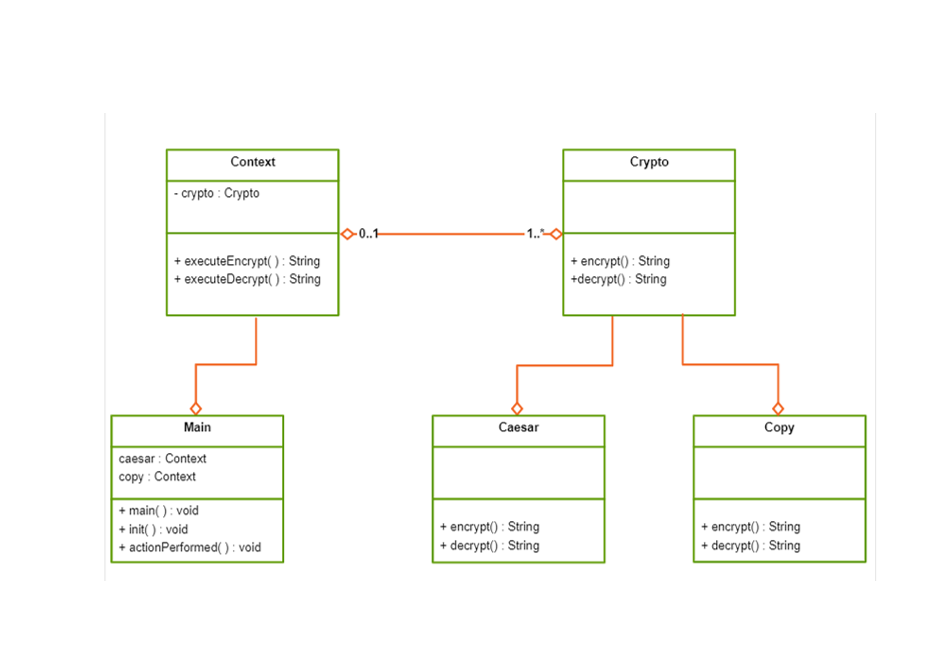 Context
- crypto : Crypto
+ executeEncrypt( ) : String
+ executeDecrypt( ) : String
0..1
1..*
Crypto
+ encrypt() : String
+decrypt() : String
Main
caesar : Context
copy : Context
+ main( ) : void
+ init( ) : void
+ actionPerformed( ) : void
Caesar
+ encrypt() : String
+ decrypt() : String
Copy
+ encrypt() : String
+ decrypt() : String